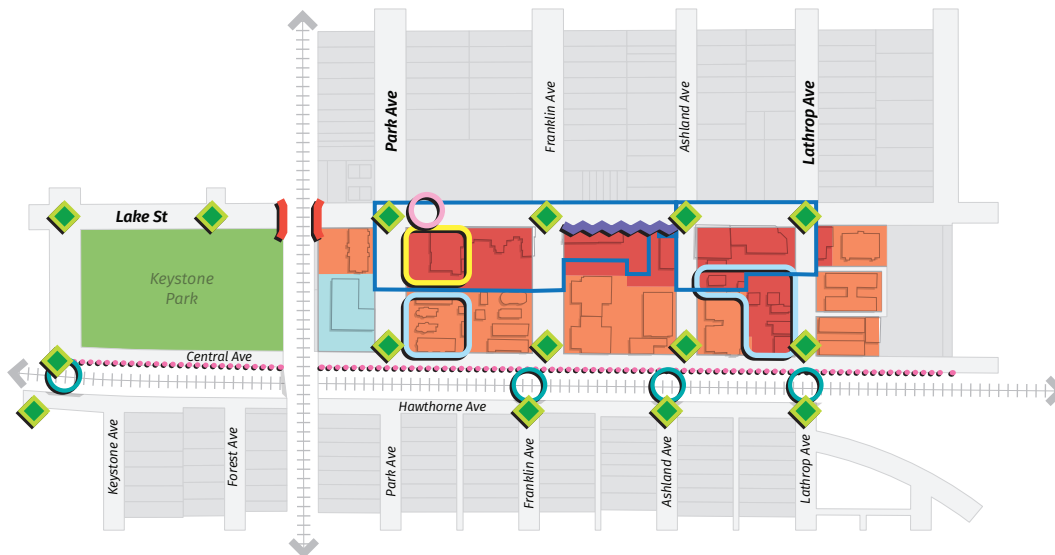 Park Ave
Franklin Ave
Ashland Ave
Lathrop Ave
Lake St
Keystone
Park
Central Ave
Hawthorne Ave
Keystone Ave
Forest Ave
Park Ave
Franklin Ave
Ashland Ave
Lathrop Ave